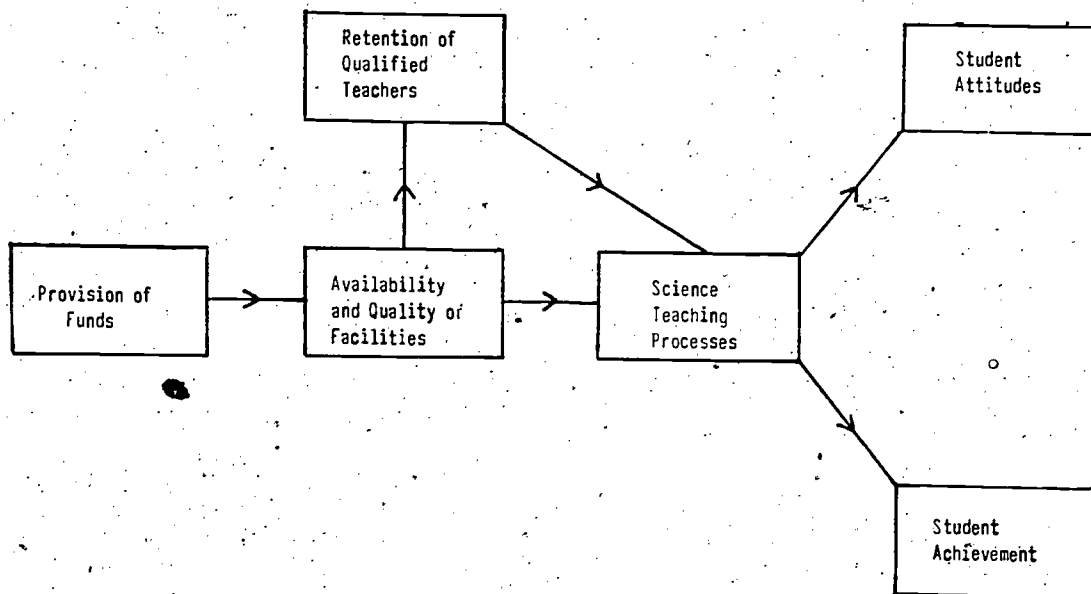 Retention of
Qualified
Teachers
Student
Attitudes
Provision of
Funds
Availability
and Quality of
Facilities
Science
Teaching
Processes
Student
Achievement